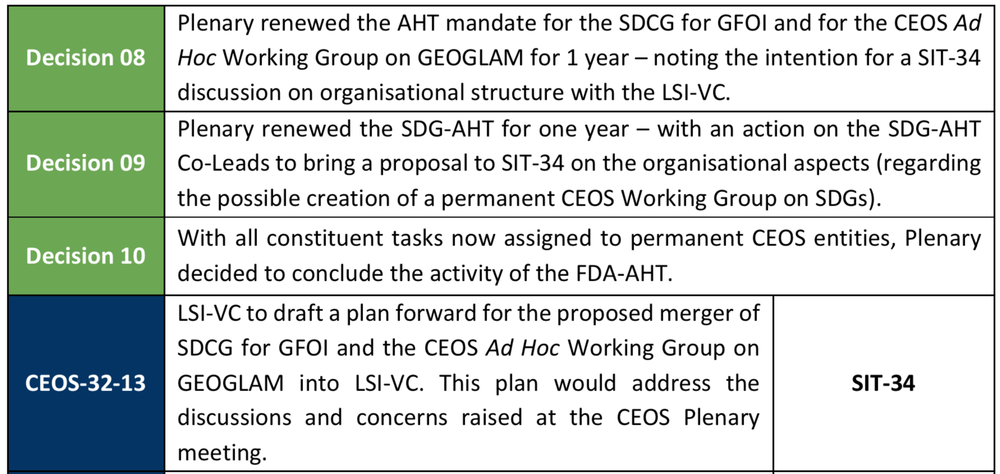 Decision 08
Plenary renewed the AHT mandate for the SDCG for GFOI and for the CEOS Ad
Hoc Working Group on GEOGLAM for 1 year – noting the intention for a SIT-34
discussion on organisational structure with the LSI-VC.
Decision 09
Plenary renewed the SDG-AHT for one year – with an action on the SDG-AHT
Co-Leads to bring a proposal to SIT-34 on the organisational aspects (regarding
the possible creation of a permanent CEOS Working Group on SDGs).
Decision 10
With all constituent tasks now assigned to permanent CEOS entities, Plenary
decided to conclude the activity of the FDA-AHT.
CEOS-32-13
LSI-VC to draft a plan forward for the proposed merger of
SDCG for GFOI and the CEOS Ad Hoc Working Group on
GEOGLAM into LSI-VC. This plan would address the
discussions and concerns raised at the CEOS Plenary
meeting.
SIT-34